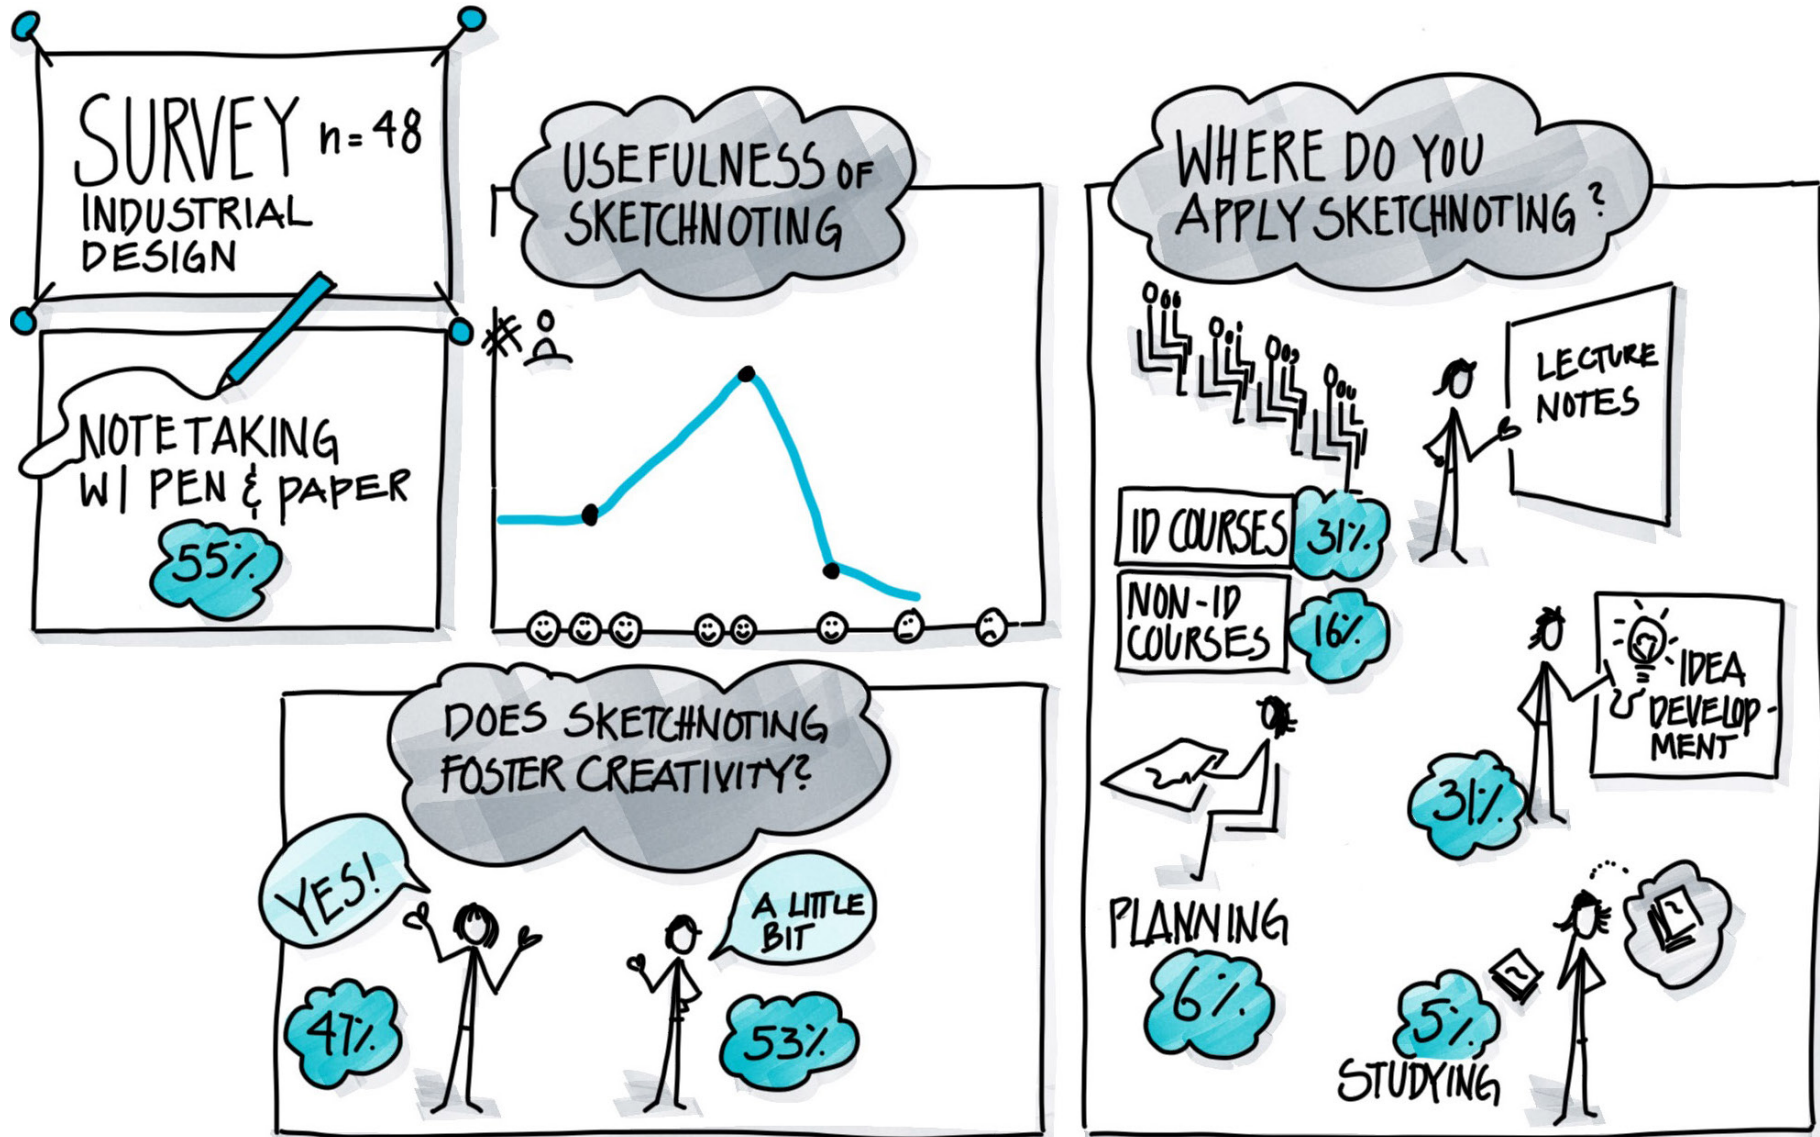 SURVEY n=48
INDUSTRIAL
DESIGN
NOTETAKING
W/ PEN & PAPER
55%
USEFULNESS OF
SKETCHNOTING
#
DOES SKETCHNOTING
FOSTER CREATIVITY?
YES!
47%
A LITTLE
BIT
53%
WHERE DO YOU
APPLY SKETCHNOTING?
LECTURE
NOTES
ID COURSES 31%
NON-ID
COURSES 16%
IDEA
DEVELOP-
MENT
31%
PLANNING
6%
5%
STUDYING